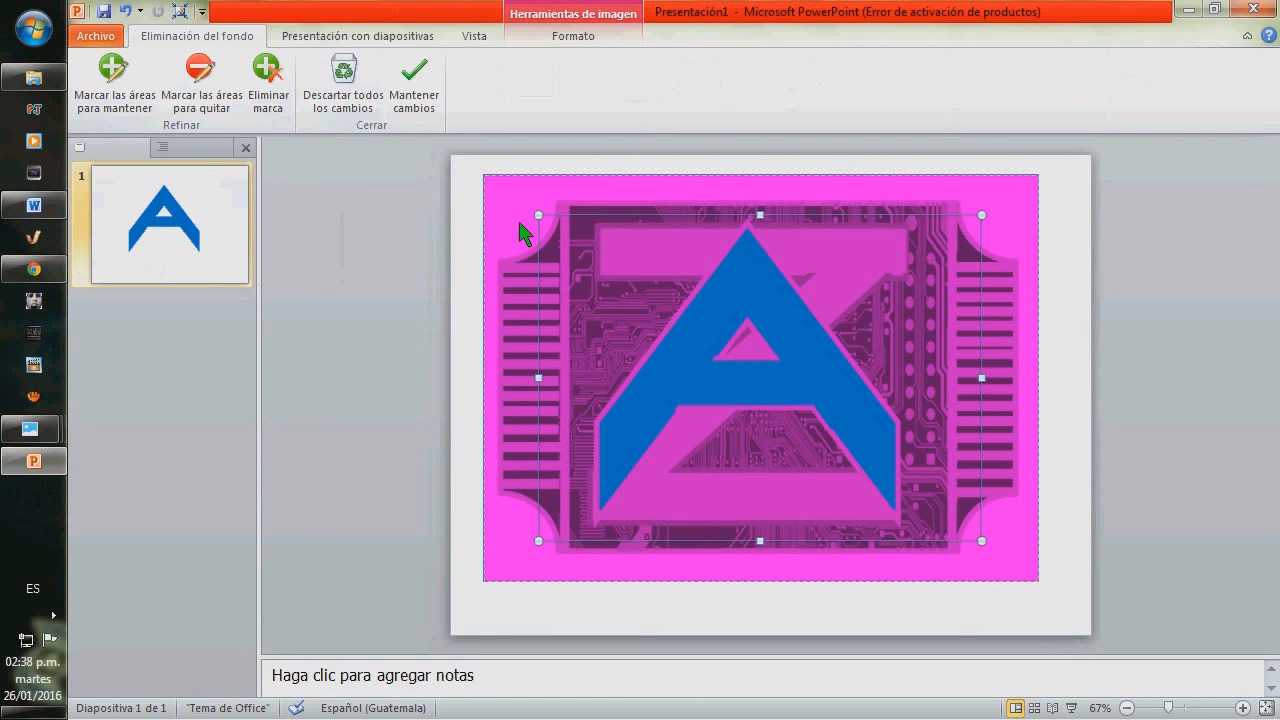 Herramientas de imagen
Presentación1 - Microsoft PowerPoint (Error de activación de productos)
Archivo
Eliminación del fondo
Presentación con diapositivas
Vista
Formato
Marcar las áreas para mantener
Marcar las áreas para quitar
Eliminar marca
Descartar todos los cambios
Mantener cambios
Refinar
Cerrar
1
A
Z
A
ES
02:38 p.m.
martes
26/01/2016
Haga clic para agregar notas
Diapositiva 1 de 1
"Tema de Office"
Español (Guatemala)
67%